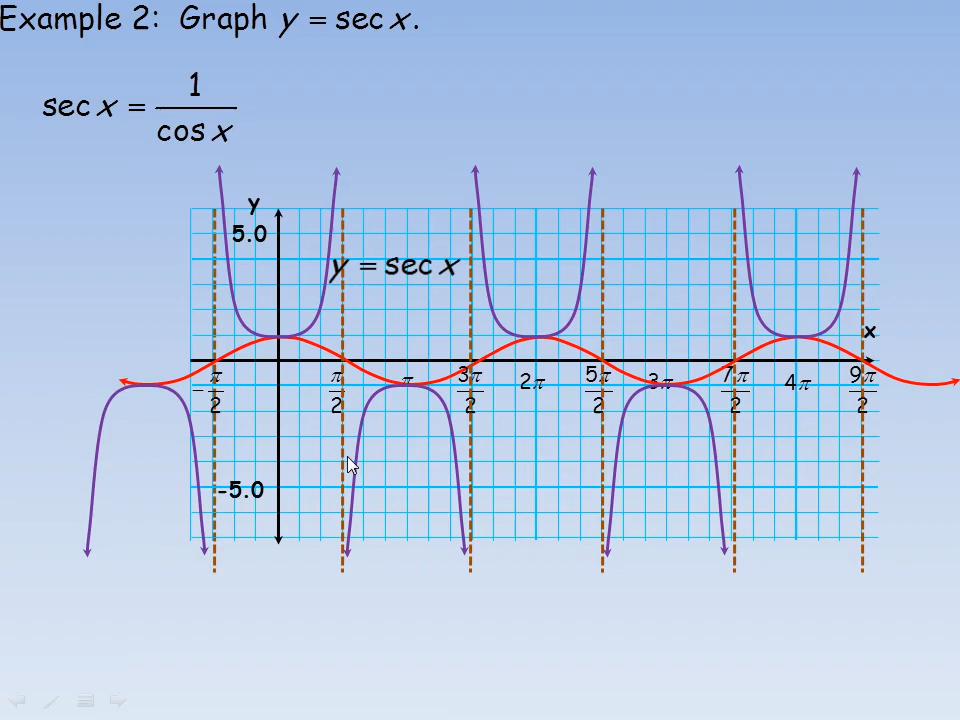 Example 2: Graph y = sec x.
sec x = 1/cos x
y
5.0
y = sec x
x
−π/2 π/2 π 3π/2 2π 5π/2 3π 7π/2 4π 9π/2
-5.0